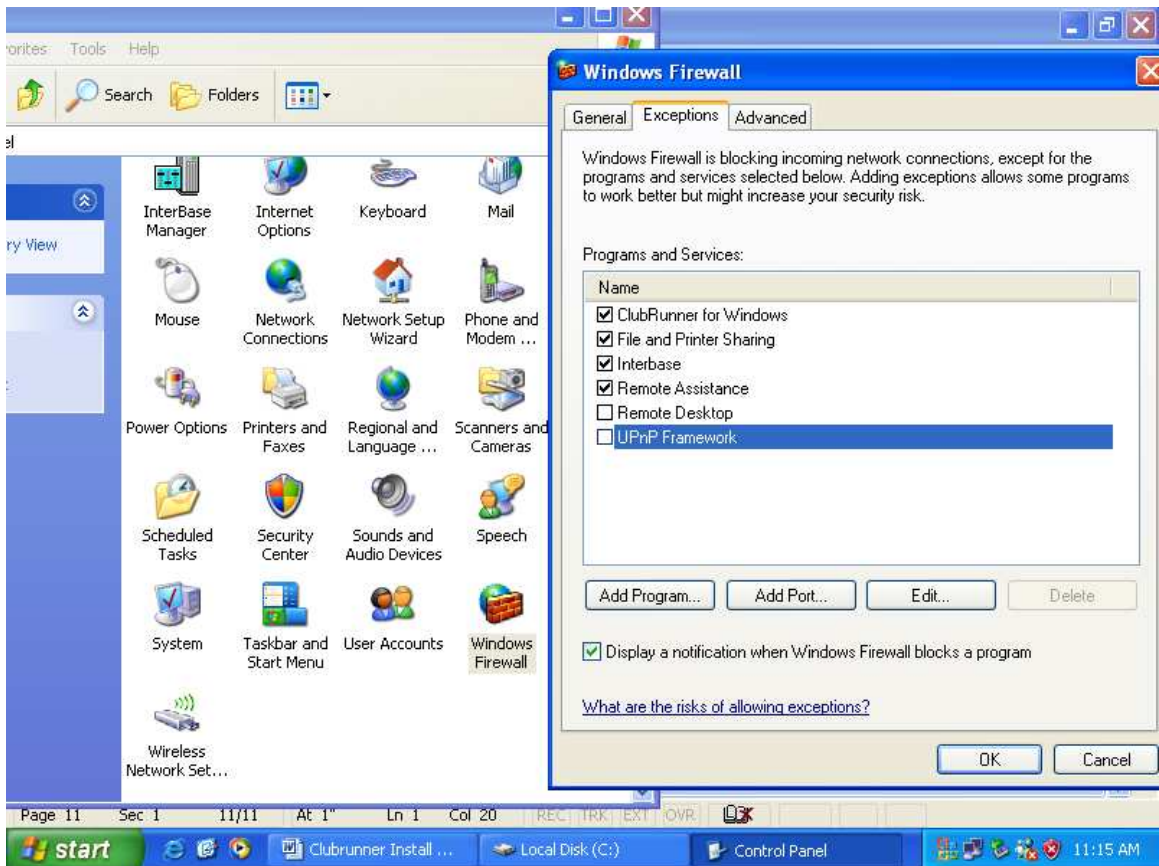 orites Tools Help
Search Folders
el
ry View
InterBase Manager
Internet Options
Keyboard
Mail
Mouse
Network Connections
Network Setup Wizard
Phone and Modem ...
Power Options
Printers and Faxes
Regional and Language ...
Scanners and Cameras
Scheduled Tasks
Security Center
Sounds and Audio Devices
Speech
System
Taskbar and Start Menu
User Accounts
Windows Firewall
Wireless Network Set...
Windows Firewall
General Exceptions Advanced
Windows Firewall is blocking incoming network connections, except for the
programs and services selected below. Adding exceptions allows some programs
to work better but might increase your security risk.
Programs and Services:
Name
ClubRunner for Windows
File and Printer Sharing
Interbase
Remote Assistance
Remote Desktop
UPnP Framework
Add Program... Add Port... Edit... Delete
Display a notification when Windows Firewall blocks a program
What are the risks of allowing exceptions?
OK Cancel
Page 11 Sec 1 11/11 At 1" Ln 1 Col 20 REC TRK EXT OVR
start Clubrunner Install ... Local Disk (C:) Control Panel 11:15 AM